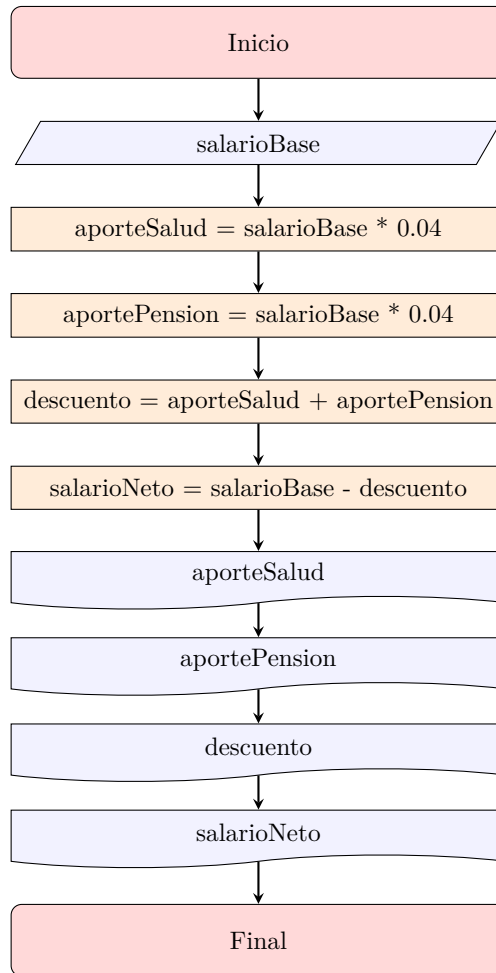 Inicio
salarioBase
aporteSalud = salarioBase * 0.04
aportePension = salarioBase * 0.04
descuento = aporteSalud + aportePension
salarioNeto = salarioBase - descuento
aporteSalud
aportePension
descuento
salarioNeto
Final